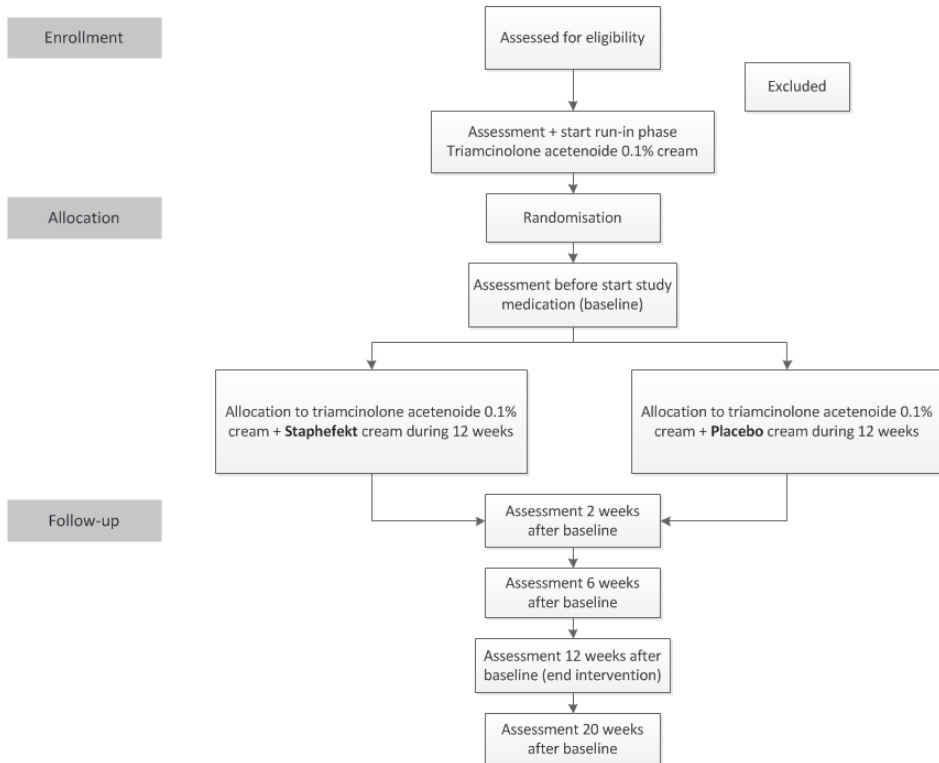 Enrollment
Assessed for eligibility
Excluded
Assessment + start run-in phase
Triamcinolone acetenoide 0.1% cream
Allocation
Randomisation
Assessment before start study
medication (baseline)
Allocation to triamcinolone acetenoide 0.1%
cream + Staphefekt cream during 12 weeks
Allocation to triamcinolone acetenoide 0.1%
cream + Placebo cream during 12 weeks
Follow-up
Assessment 2 weeks
after baseline
Assessment 6 weeks
after baseline
Assessment 12 weeks after
baseline (end intervention)
Assessment 20 weeks
after baseline